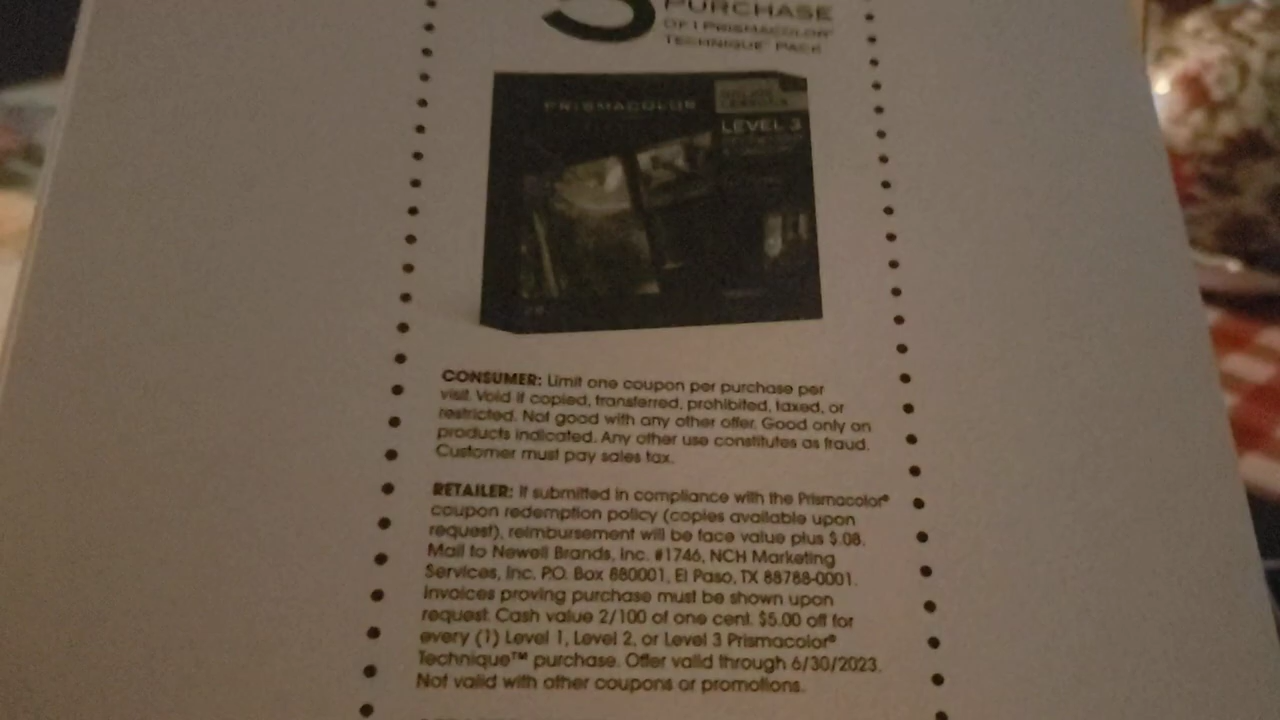 5
PURCHASE
OF 1 PRISMACOLOR®
TECHNIQUE™ PACK
PRISMACOLOR
LEVEL 3
CONSUMER: Limit one coupon per purchase per
visit. Void if copied, transferred, prohibited, taxed, or
restricted. Not good with any other offer. Good only on
products indicated. Any other use constitutes as fraud.
Customer must pay sales tax.
RETAILER: If submitted in compliance with the Prismacolor®
coupon redemption policy (copies available upon
request), reimbursement will be face value plus $.08.
Mail to Newell Brands, Inc. #1746, NCH Marketing
Services, Inc. P.O. Box 880001, El Paso, TX 88788-0001.
Invoices proving purchase must be shown upon
request. Cash value 2/100 of one cent. $5.00 off for
every (1) Level 1, Level 2, or Level 3 Prismacolor®
Technique™ purchase. Offer valid through 6/30/2023.
Not valid with other coupons or promotions.